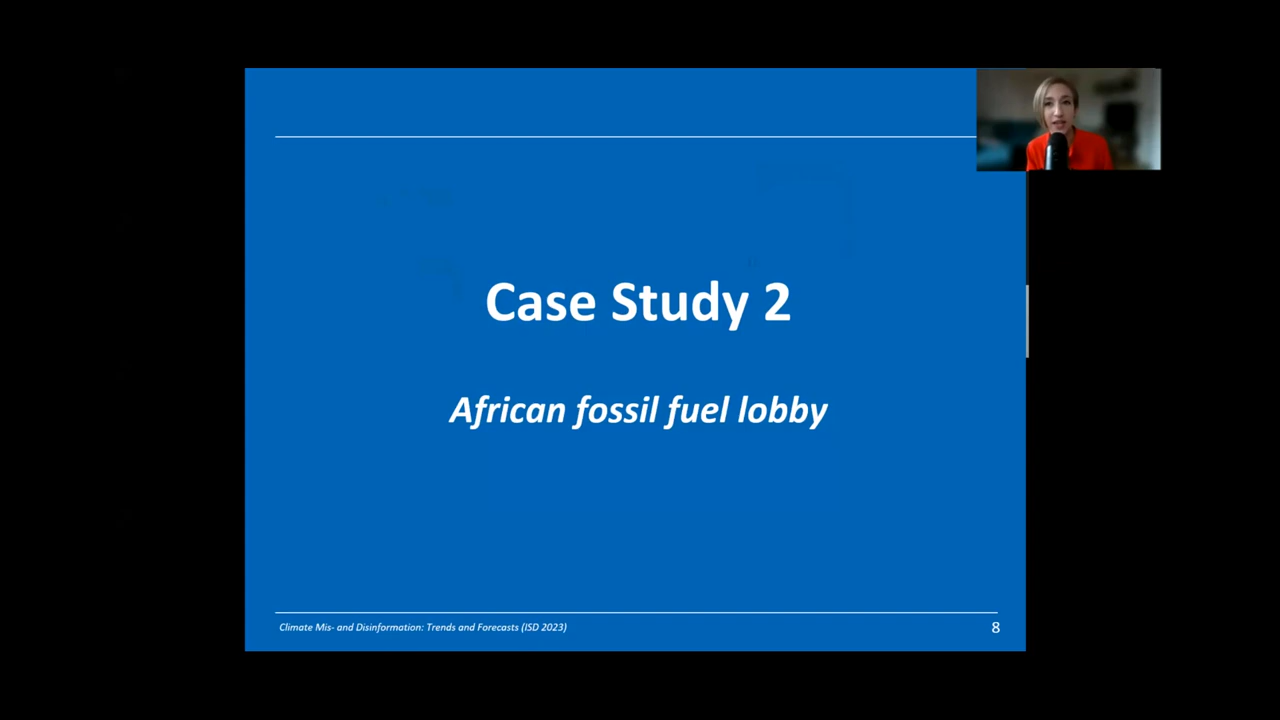 Case Study 2
African fossil fuel lobby
Climate Mis- and Disinformation: Trends and Forecasts (ISD 2023)
8